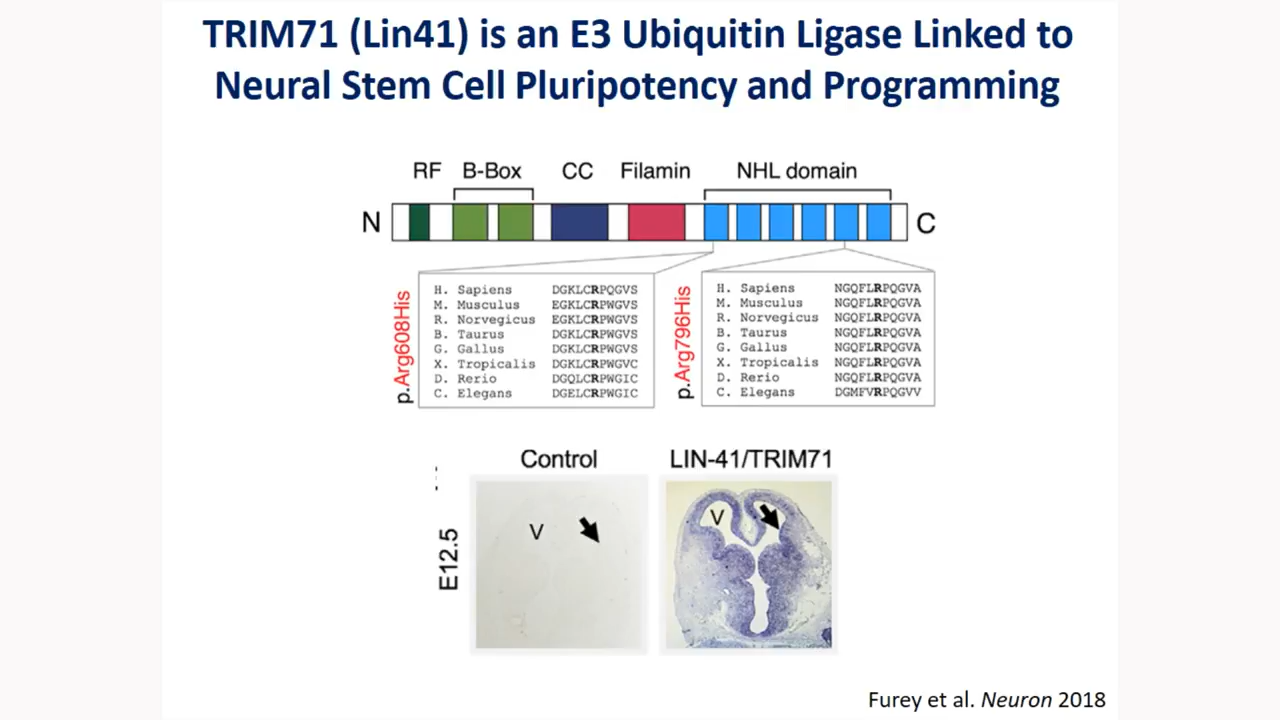 TRIM71 (Lin41) is an E3 Ubiquitin Ligase Linked to
Neural Stem Cell Pluripotency and Programming
RF B-Box CC Filamin NHL domain
N C
p.Arg608His
H. Sapiens DGKLCRPQGVS
M. Musculus EGKLCRPWGVS
R. Norvegicus EGKLCRPWGVS
B. Taurus DGKLCRPWGVS
G. Gallus DGKLCRPWGVS
X. Tropicalis DGKLCRPWGVC
D. Rerio DGQLCRPWGIC
C. Elegans DGELCRPWGIC
p.Arg796His
H. Sapiens NGQFLRPQGVA
M. Musculus NGQFLRPQGVA
R. Norvegicus NGQFLRPQGVA
B. Taurus NGQFLRPQGVA
G. Gallus NGQFLRPQGVA
X. Tropicalis NGQFLRPQGVA
D. Rerio NGQFLRPQGVA
C. Elegans DGMFVRPQGVV
Control LIN-41/TRIM71
E12.5
V V
Furey et al. Neuron 2018